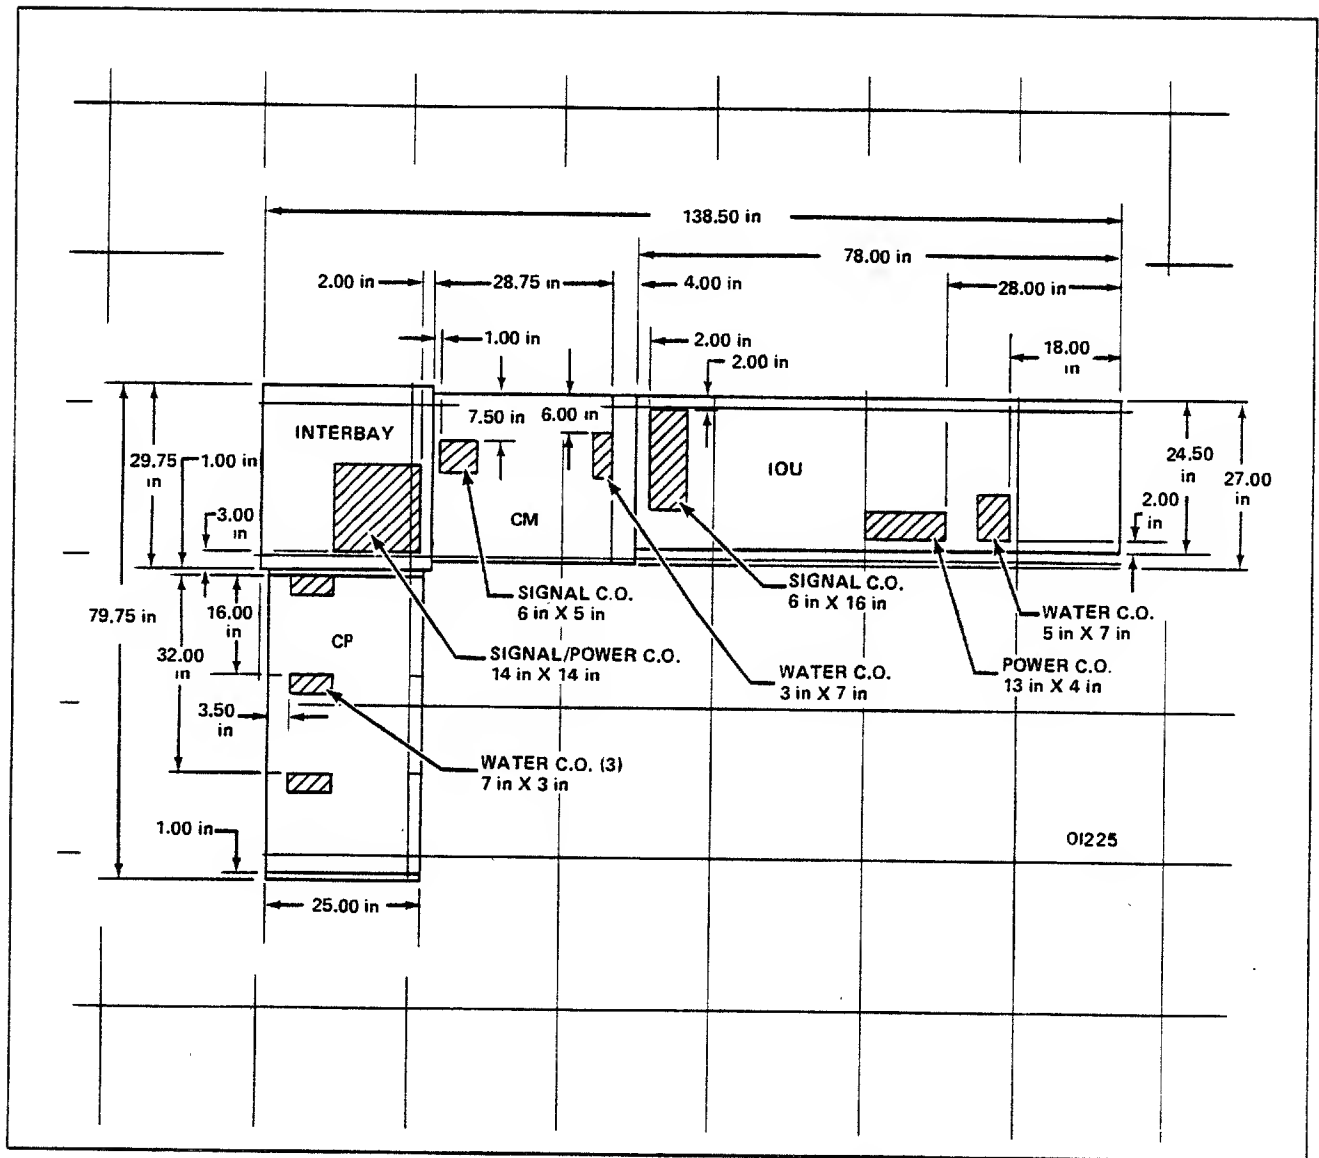 138.50 in
78.00 in
2.00 in
28.75 in
4.00 in
28.00 in
1.00 in
2.00 in
2.00 in
18.00
in
7.50 in
6.00 in
INTERBAY
IOU
29.75
in
1.00 in
24.50
in
27.00
in
3.00
in
CM
2.00
in
SIGNAL C.O.
6 in X 5 in
SIGNAL C.O.
6 in X 16 in
WATER C.O.
5 in X 7 in
79.75 in
16.00
in
CP
32.00
in
SIGNAL/POWER C.O.
14 in X 14 in
WATER C.O.
3 in X 7 in
POWER C.O.
13 in X 4 in
3.50
in
WATER C.O. (3)
7 in X 3 in
1.00 in
OI225
25.00 in